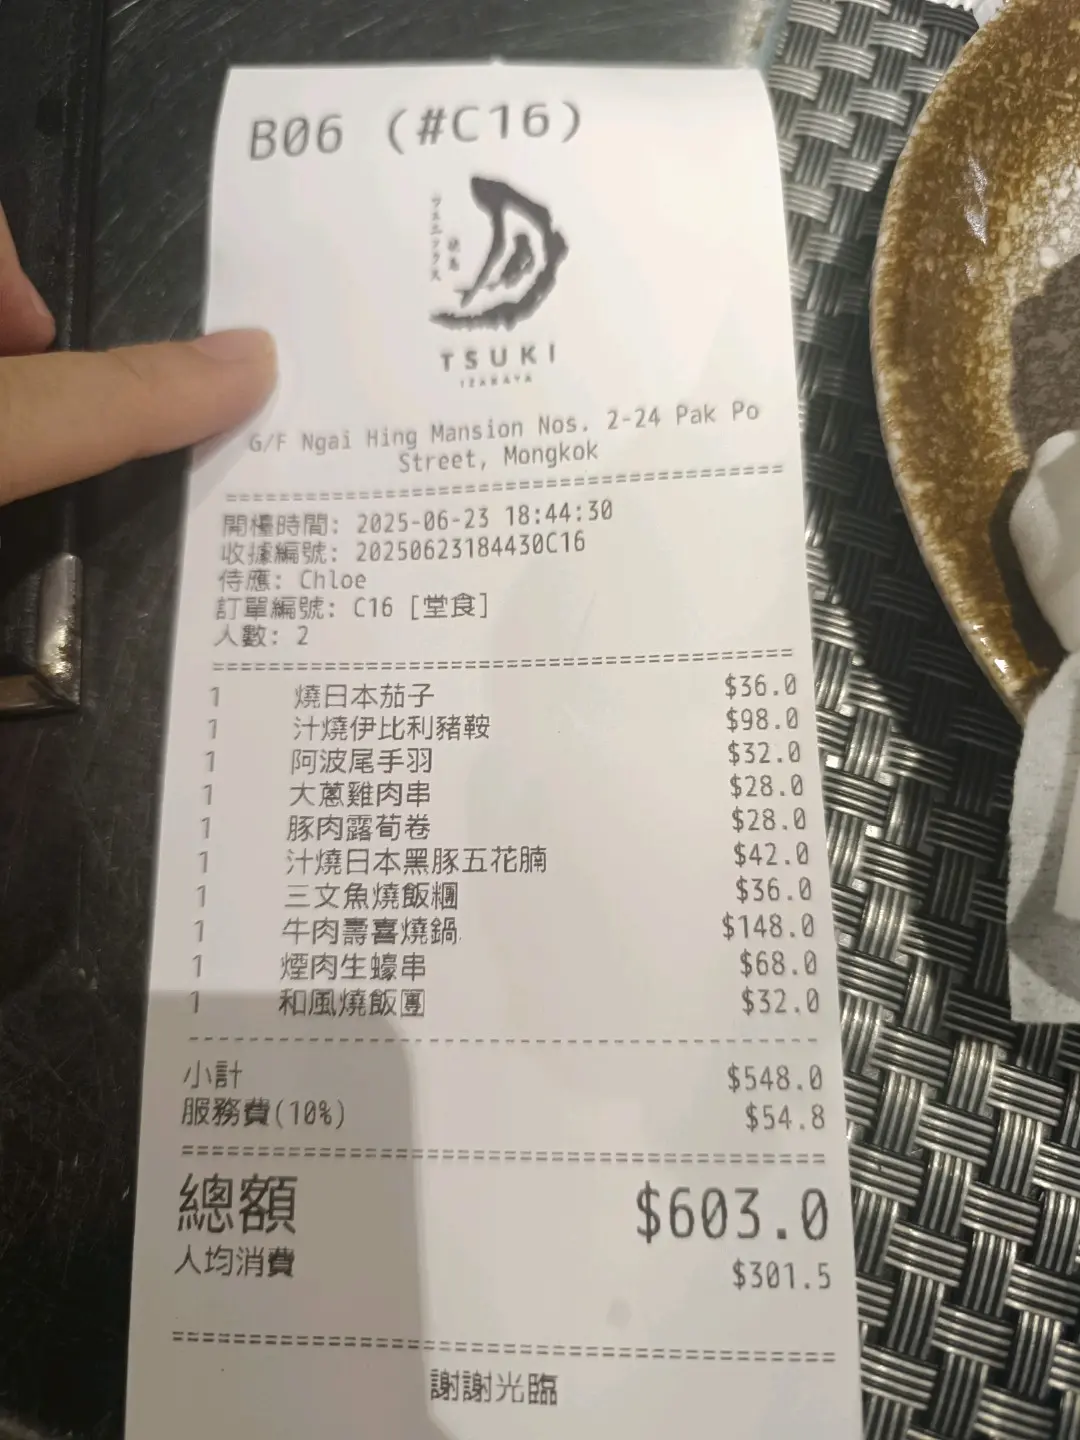 B06 (#C16)
ヴェニックス
TSUKI
IZAKAYA
G/F Ngai Hing Mansion Nos. 2-24 Pak Po
Street, Mongkok
開檯時間: 2025-06-23 18:44:30
收據編號: 20250623184430C16
侍應: Chloe
訂單編號: C16 [堂食]
人數: 2
1 燒日本茄子 $36.0
1 汁燒伊比利豬鞍 $98.0
1 阿波尾手羽 $32.0
1 大蔥雞肉串 $28.0
1 豚肉露荀卷 $28.0
1 汁燒日本黑豚五花腩 $42.0
1 三文魚燒飯糰 $36.0
1 牛肉壽喜燒鍋 $148.0
1 煙肉生蠔串 $68.0
1 和風燒飯團 $32.0
小計 $548.0
服務費(10%) $54.8
總額 $603.0
人均消費 $301.5
謝謝光臨